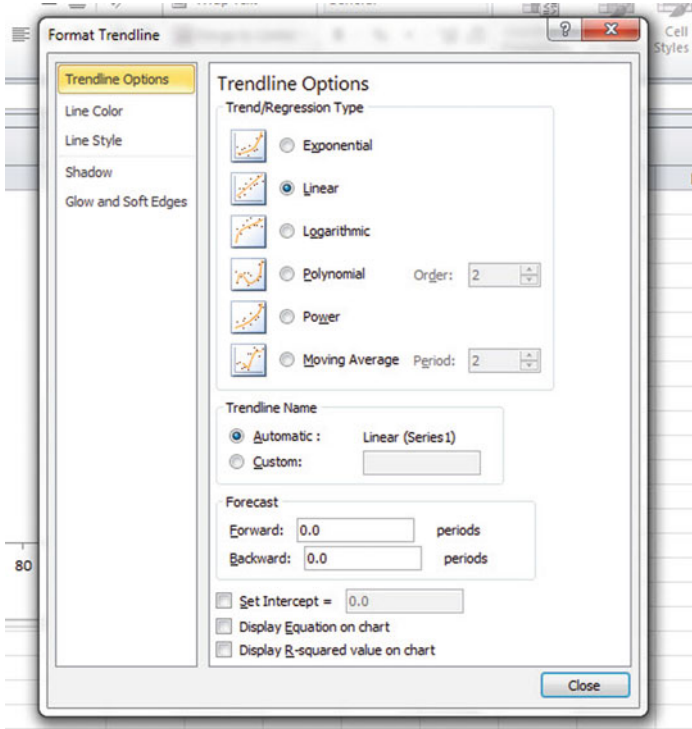 Cell
Styles
Format Trendline
Trendline Options
Line Color
Line Style
Shadow
Glow and Soft Edges
Trendline Options
Trend/Regression Type
Exponential
Linear
Logarithmic
Polynomial Order: 2
Power
Moving Average Period: 2
Trendline Name
Automatic : Linear (Series1)
Custom:
Forecast
Forward: 0.0 periods
Backward: 0.0 periods
80
Set Intercept = 0.0
Display Equation on chart
Display R-squared value on chart
Close